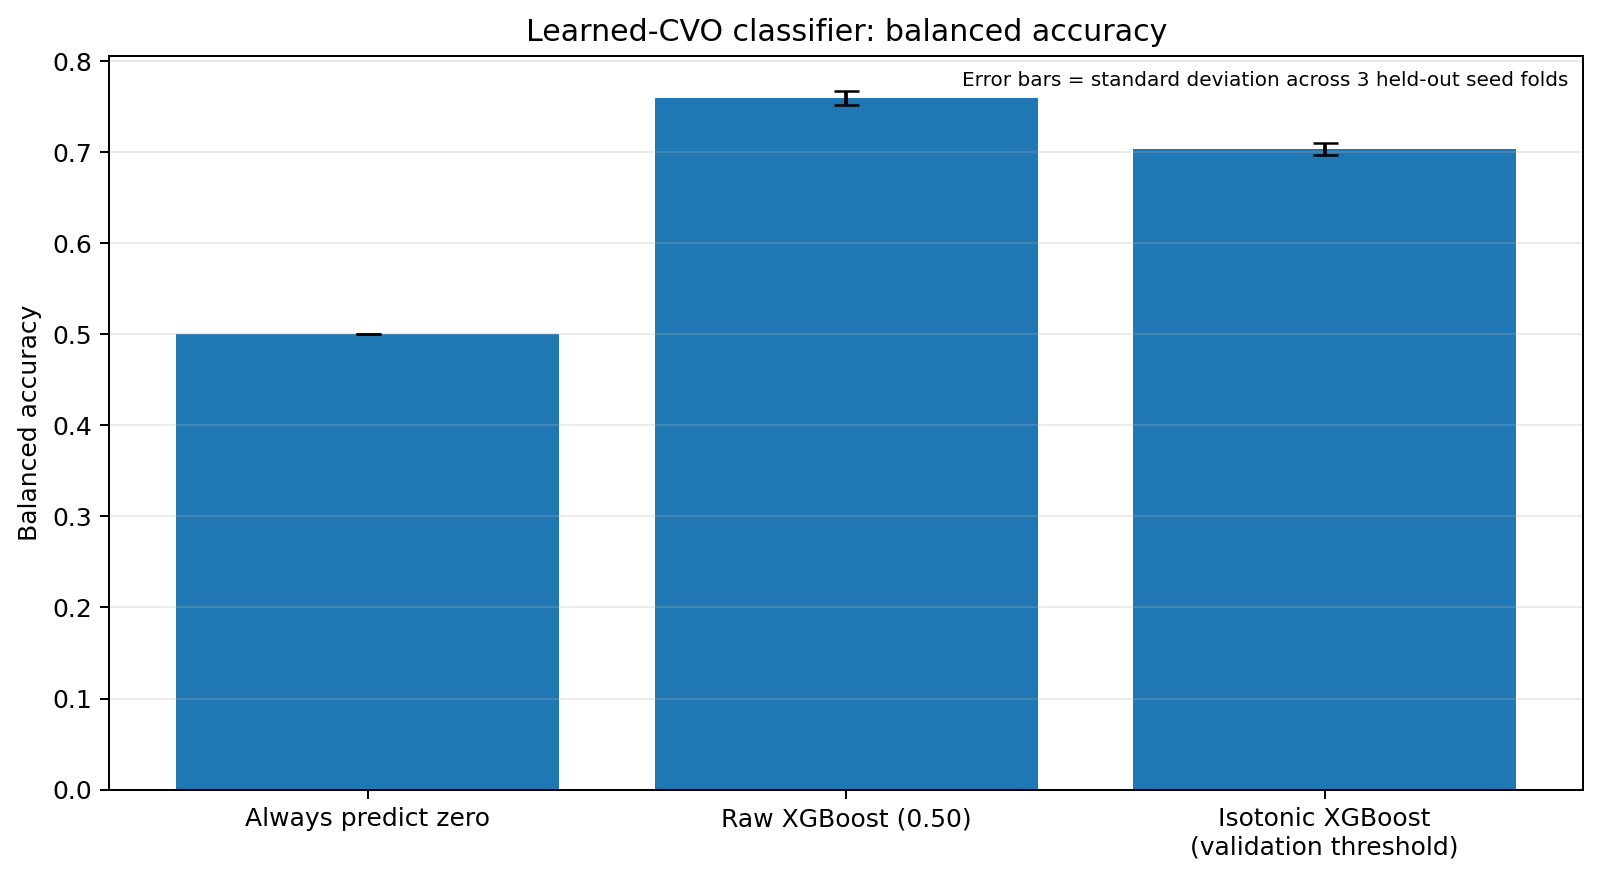 Learned-CVO classifier: balanced accuracy
Error bars = standard deviation across 3 held-out seed folds
Balanced accuracy
0.8
0.7
0.6
0.5
0.4
0.3
0.2
0.1
0.0
Always predict zero
Raw XGBoost (0.50)
Isotonic XGBoost
(validation threshold)